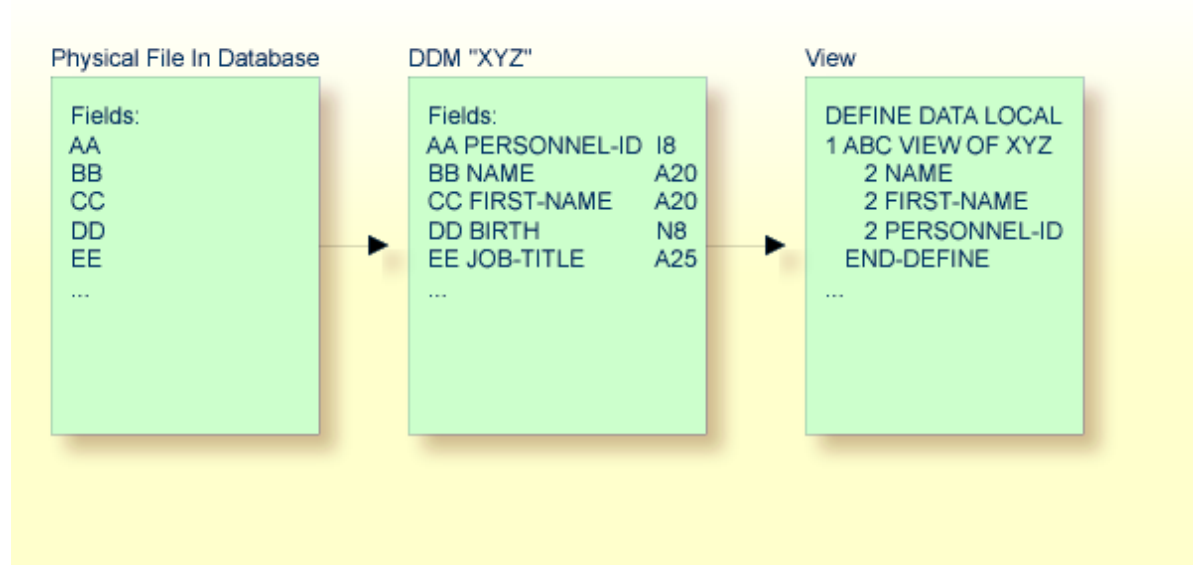 Physical File In Database
Fields:
AA
BB
CC
DD
EE
...
DDM "XYZ"
Fields:
AA PERSONNEL-ID I8
BB NAME A20
CC FIRST-NAME A20
DD BIRTH N8
EE JOB-TITLE A25
...
View
DEFINE DATA LOCAL
1 ABC VIEW OF XYZ
2 NAME
2 FIRST-NAME
2 PERSONNEL-ID
END-DEFINE
...